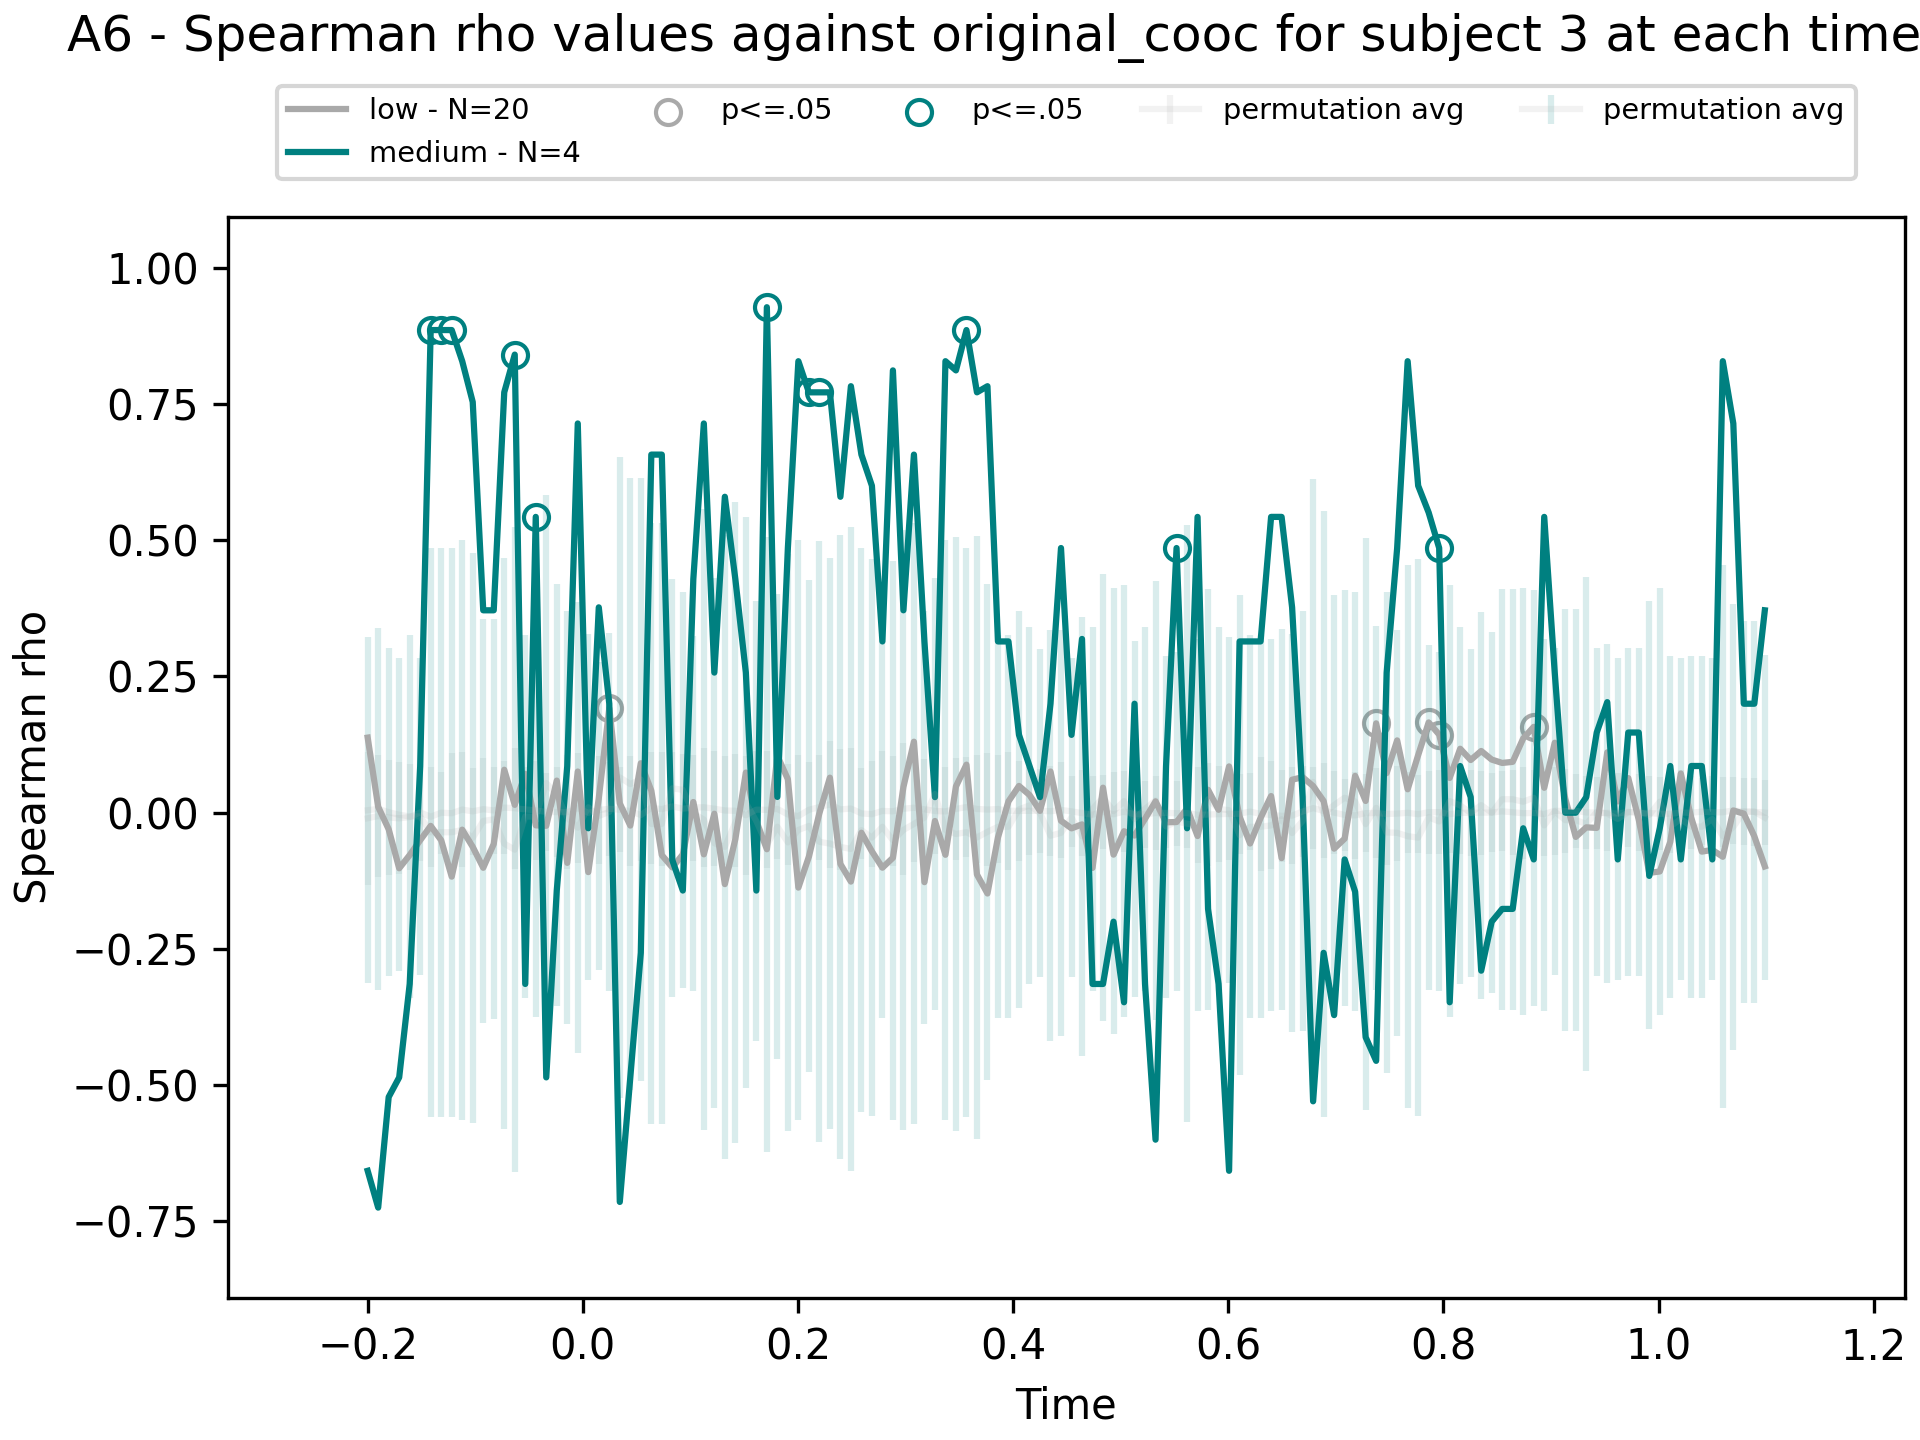 A6 - Spearman rho values against original_cooc for subject 3 at each time
low - N=20
medium - N=4
p<=.05
p<=.05
permutation avg
permutation avg
1.00
0.75
0.50
0.25
0.00
−0.25
−0.50
−0.75
Spearman rho
−0.2 0.0 0.2 0.4 0.6 0.8 1.0 1.2
Time